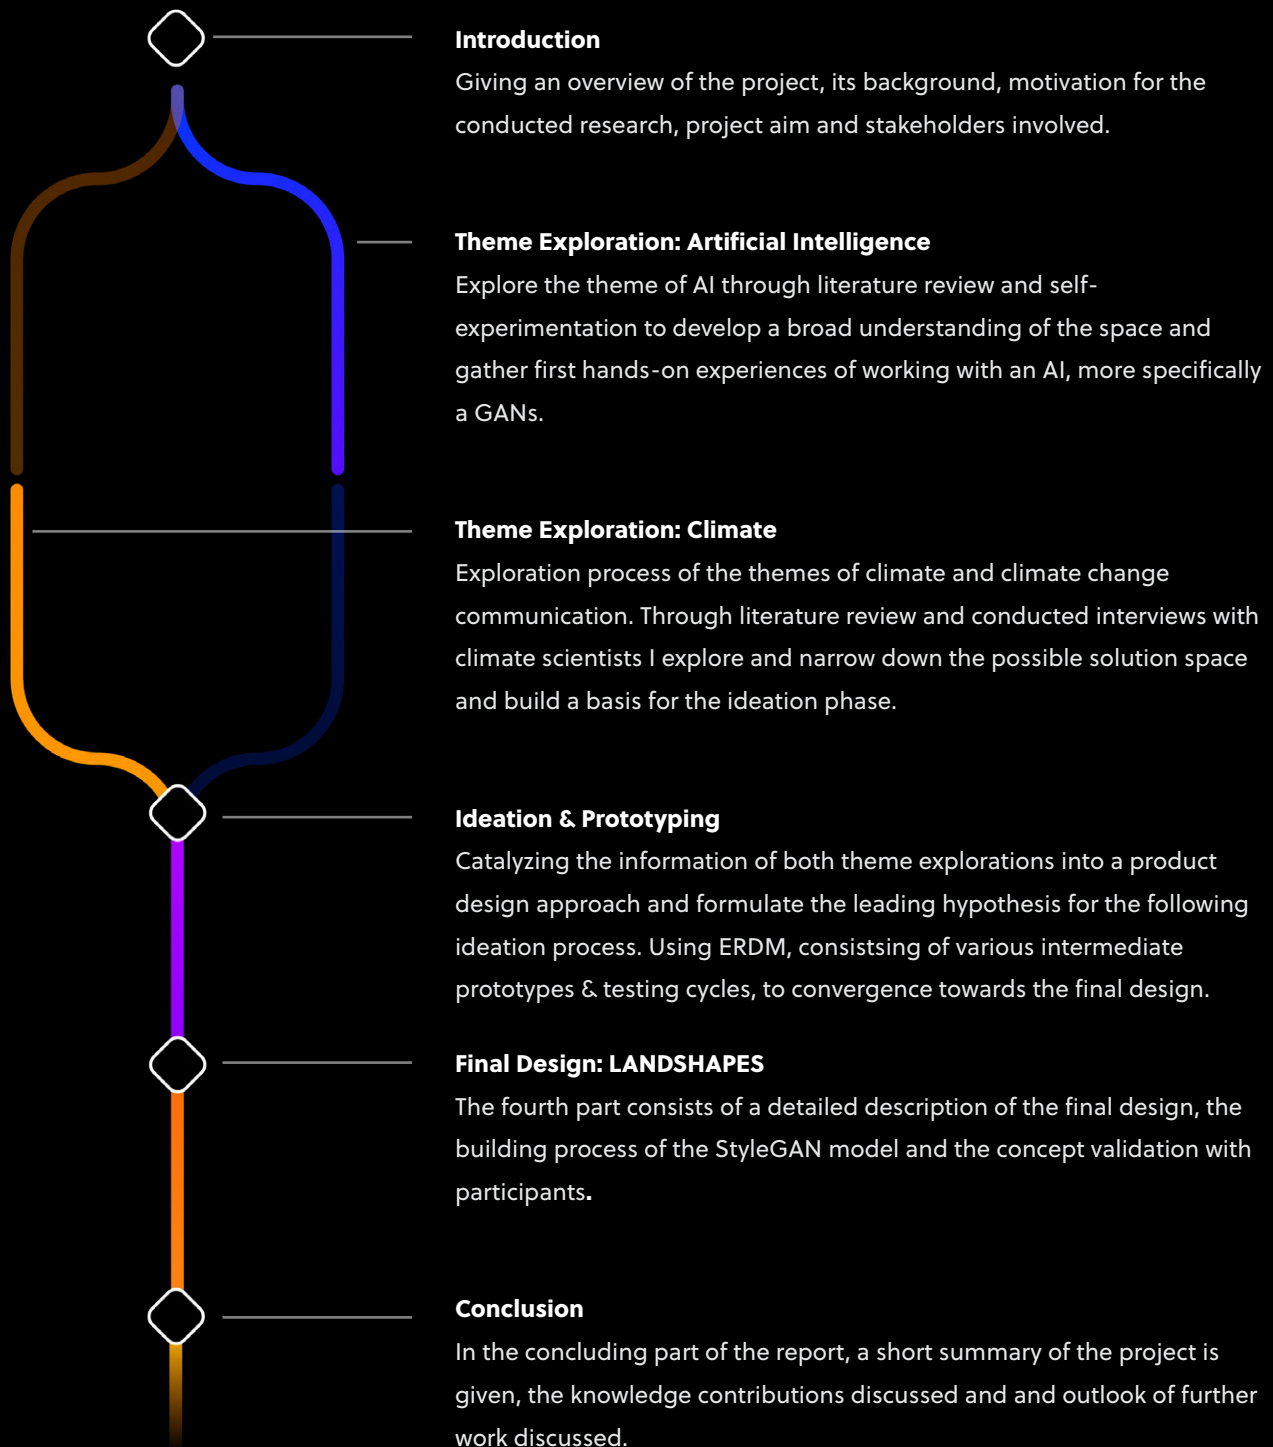 Introduction
Giving an overview of the project, its background, motivation for the
conducted research, project aim and stakeholders involved.
Theme Exploration: Artificial Intelligence
Explore the theme of AI through literature review and self-
experimentation to develop a broad understanding of the space and
gather first hands-on experiences of working with an AI, more specifically
a GANs.
Theme Exploration: Climate
Exploration process of the themes of climate and climate change
communication. Through literature review and conducted interviews with
climate scientists I explore and narrow down the possible solution space
and build a basis for the ideation phase.
Ideation & Prototyping
Catalyzing the information of both theme explorations into a product
design approach and formulate the leading hypothesis for the following
ideation process. Using ERDM, consistsing of various intermediate
prototypes & testing cycles, to convergence towards the final design.
Final Design: LANDSHAPES
The fourth part consists of a detailed description of the final design, the
building process of the StyleGAN model and the concept validation with
participants.
Conclusion
In the concluding part of the report, a short summary of the project is
given, the knowledge contributions discussed and and outlook of further
work discussed.